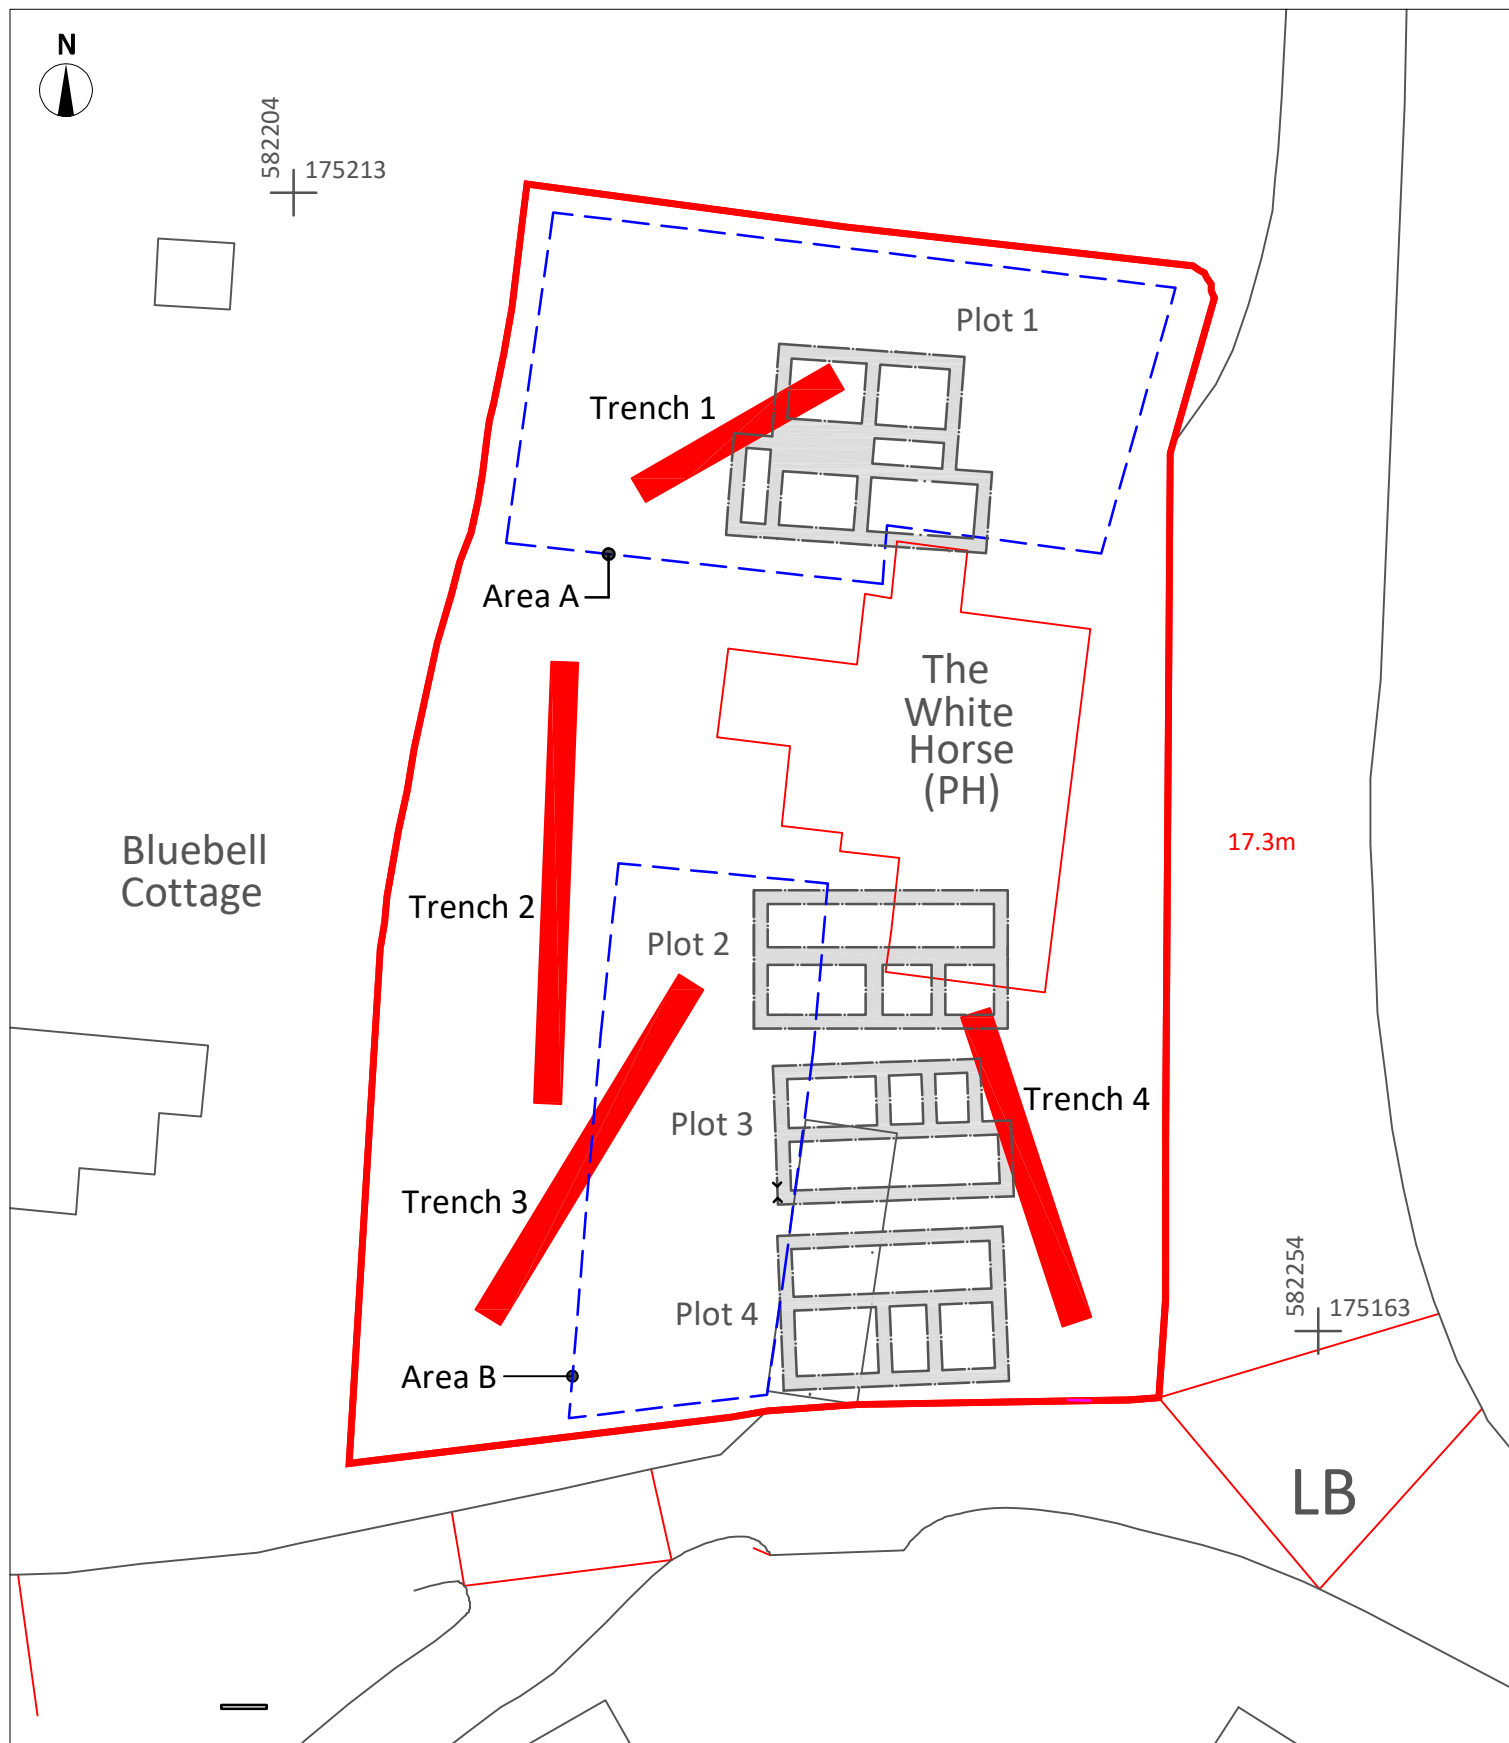 N
582204
175213
Plot 1
Trench 1
Area A
The
White
Horse
(PH)
17.3m
Bluebell
Cottage
Trench 2
Plot 2
Trench 4
Plot 3
Trench 3
582254
175163
Plot 4
Area B
LB